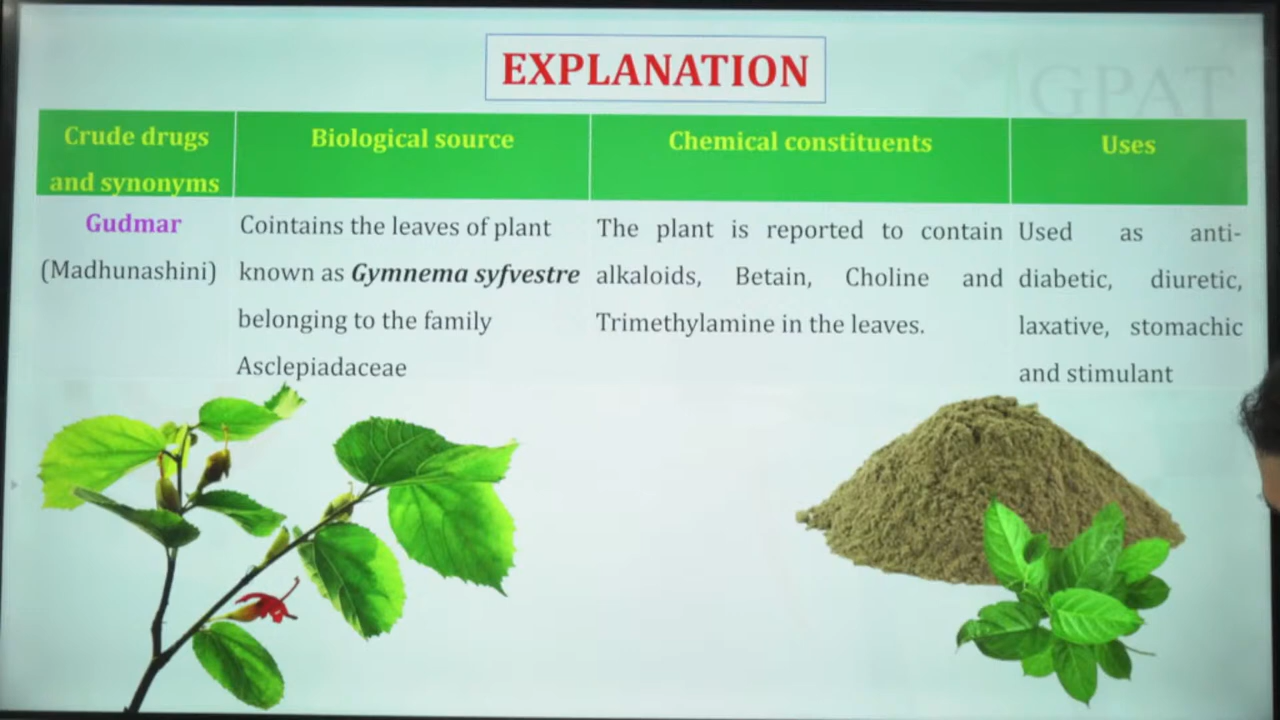 EXPLANATION
GPAT
Crude drugs
and synonyms
Biological source
Chemical constituents
Uses
Gudmar
(Madhunashini)
Cointains the leaves of plant
known as Gymnema syfvestre
belonging to the family
Asclepiadaceae
The plant is reported to contain
alkaloids, Betain, Choline and
Trimethylamine in the leaves.
Used as anti-
diabetic, diuretic,
laxative, stomachic
and stimulant